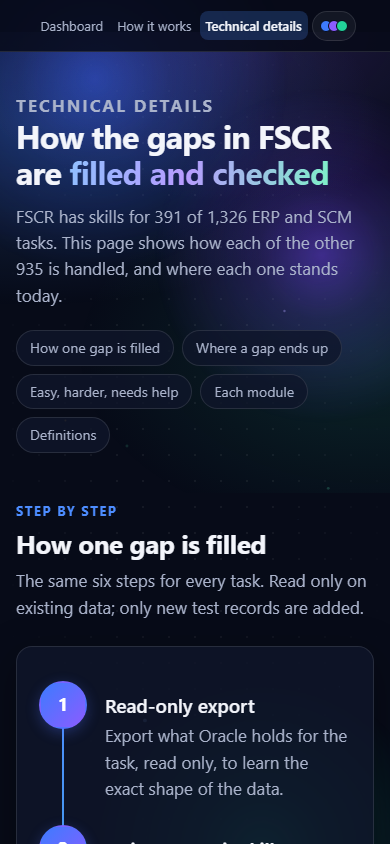 Dashboard How it works Technical details
TECHNICAL DETAILS
How the gaps in FSCR
are filled and checked
FSCR has skills for 391 of 1,326 ERP and SCM
tasks. This page shows how each of the other
935 is handled, and where each one stands
today.
How one gap is filled Where a gap ends up
Easy, harder, needs help Each module
Definitions
STEP BY STEP
How one gap is filled
The same six steps for every task. Read only on
existing data; only new test records are added.
1 Read-only export
Export what Oracle holds for the
task, read only, to learn the
exact shape of the data.